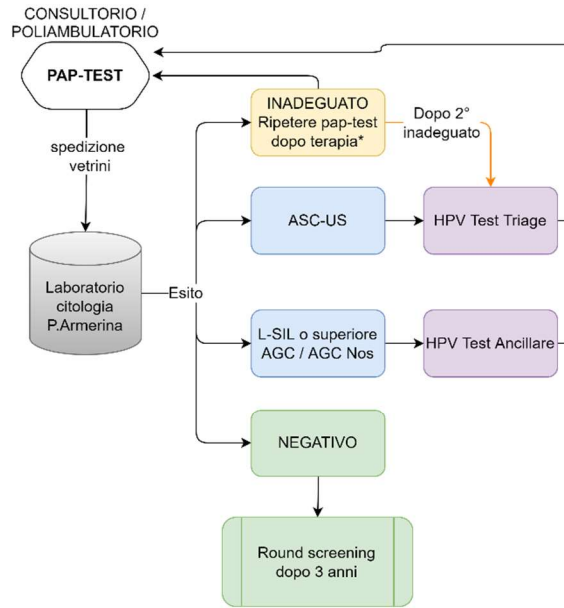 CONSULTORIO /
POLIAMBULATORIO
PAP-TEST
spedizione
vetrini
Laboratorio
citologia
P.Armerina
Esito
INADEGUATO
Ripetere pap-test
dopo terapia*
Dopo 2°
inadeguato
ASC-US
HPV Test Triage
L-SIL o superiore
AGC / AGC Nos
HPV Test Ancillare
NEGATIVO
Round screening
dopo 3 anni